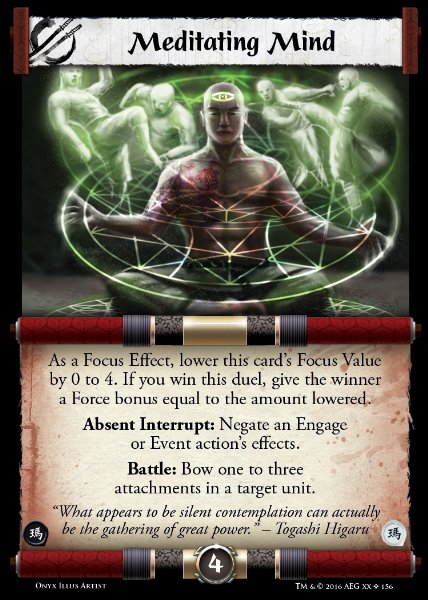 Meditating Mind
As a Focus Effect, lower this card's Focus Value
by 0 to 4. If you win this duel, give the winner
a Force bonus equal to the amount lowered.
Absent Interrupt: Negate an Engage
or Event action's effects.
Battle: Bow one to three
attachments in a target unit.
"What appears to be silent contemplation can actually
be the gathering of great power." – Togashi Higaru
瑪 瑪
4
Onyx Illus Artist TM & © 2016 AEG XX ❖ 156